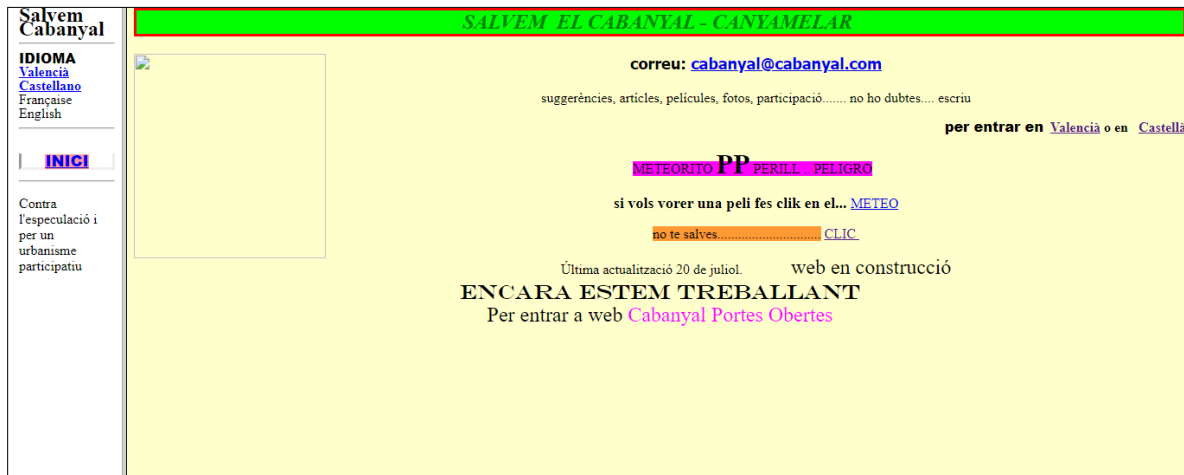 Salvem
Cabanyal
IDIOMA
Valencià
Castellano
Française
English
INICI
Contra
l'especulació i
per un
urbanisme
participatiu
SALVEM EL CABANYAL - CANYAMELAR
correu: cabanyal@cabanyal.com
suggerències, artícles, películes, fotos, participació....... no ho dubtes.... escriu
per entrar en Valencià o en Castellà
METEORITO PP PERILL .. PELIGRO
si vols vorer una peli fes clik en el... METEO
no te salves.............................. CLIC
Última actualització 20 de juliol. web en construcció
ENCARA ESTEM TREBALLANT
Per entrar a web Cabanyal Portes Obertes